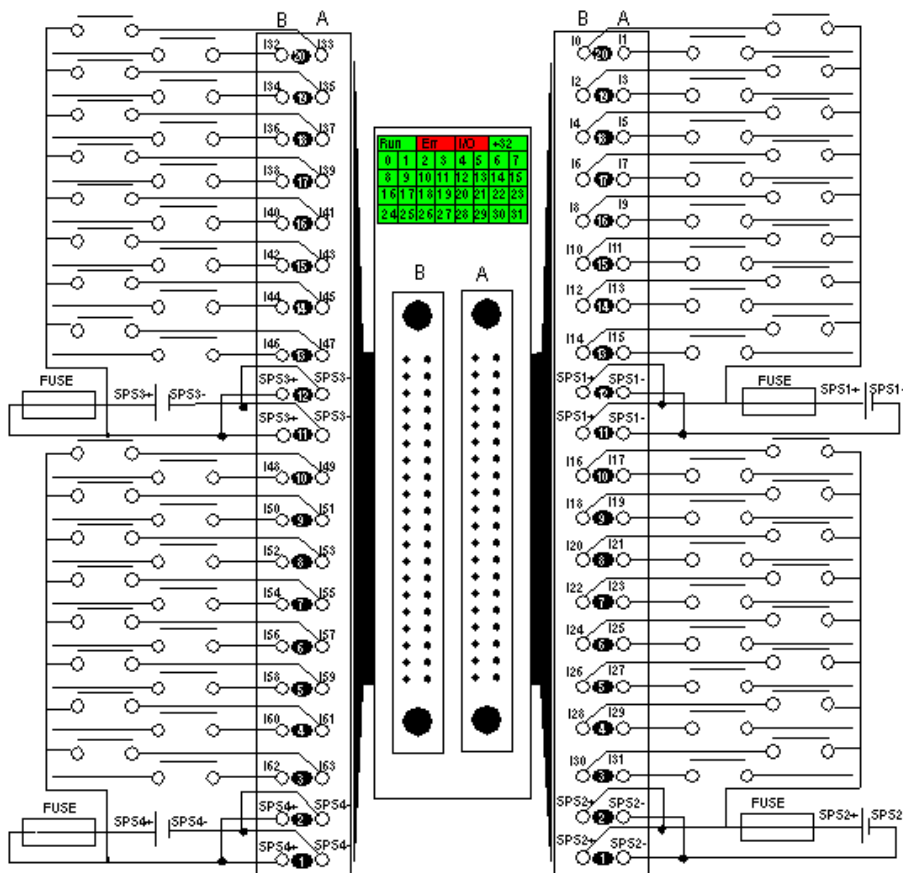 B A
I32 20 I33
I34 19 I35
I36 18 I37
I38 17 I39
I40 16 I41
I42 15 I43
I44 14 I45
I46 13 I47
SPS3+ SPS3-
12
FUSE SPS3+ SPS3-
SPS3+ SPS3-
11
I48 10 I49
I50 9 I51
I52 8 I53
I54 7 I55
I56 6 I57
I58 5 I59
I60 4 I61
I62 3 I63
SPS4+ SPS4-
2
FUSE SPS4+ SPS4-
SPS4+ SPS4-
1
Run Err I/O +32
0 1 2 3 4 5 6 7
8 9 10 11 12 13 14 15
16 17 18 19 20 21 22 23
24 25 26 27 28 29 30 31
B A
B A
I0 20 I1
I2 19 I3
I4 18 I5
I6 17 I7
I8 16 I9
I10 15 I11
I12 14 I13
I14 13 I15
SPS1+ SPS1-
12
FUSE SPS1+ SPS1-
SPS1+ SPS1-
11
I16 10 I17
I18 9 I19
I20 8 I21
I22 7 I23
I24 6 I25
I26 5 I27
I28 4 I29
I30 3 I31
SPS2+ SPS2-
2
FUSE SPS2+ SPS2
SPS2+ SPS2-
1